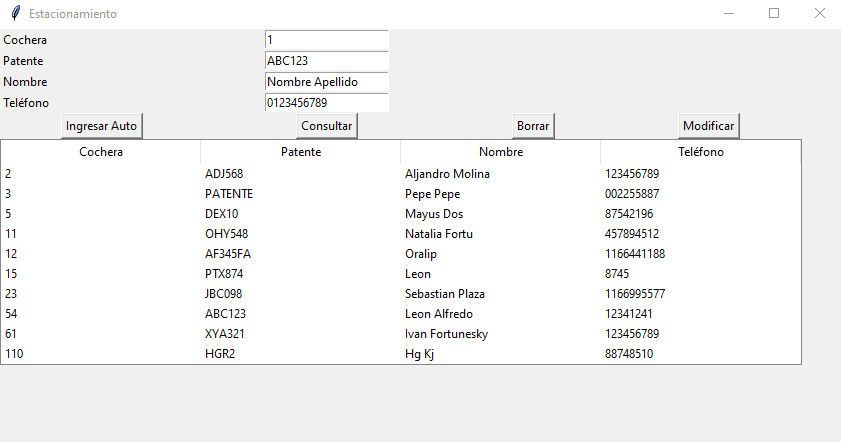 Estacionamiento
Cochera 1
Patente ABC123
Nombre Nombre Apellido
Teléfono 0123456789
Ingresar Auto Consultar Borrar Modificar
Cochera Patente Nombre Teléfono
2 ADJ568 Aljandro Molina 123456789
3 PATENTE Pepe Pepe 002255887
5 DEX10 Mayus Dos 87542196
11 OHY548 Natalia Fortu 457894512
12 AF345FA Oralip 1166441188
15 PTX874 Leon 8745
23 JBC098 Sebastian Plaza 1166995577
54 ABC123 Leon Alfredo 12341241
61 XYA321 Ivan Fortunesky 123456789
110 HGR2 Hg Kj 88748510